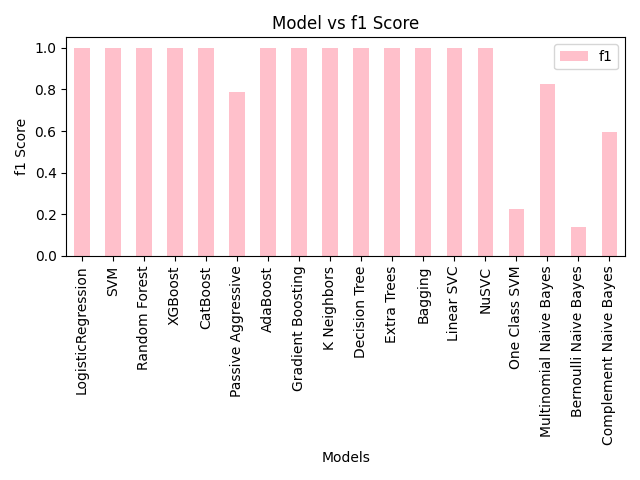 Model vs f1 Score
f1 Score
1.0
0.8
0.6
0.4
0.2
0.0
f1
LogisticRegression
SVM
Random Forest
XGBoost
CatBoost
Passive Aggressive
AdaBoost
Gradient Boosting
K Neighbors
Decision Tree
Extra Trees
Bagging
Linear SVC
NuSVC
One Class SVM
Multinomial Naive Bayes
Bernoulli Naive Bayes
Complement Naive Bayes
Models